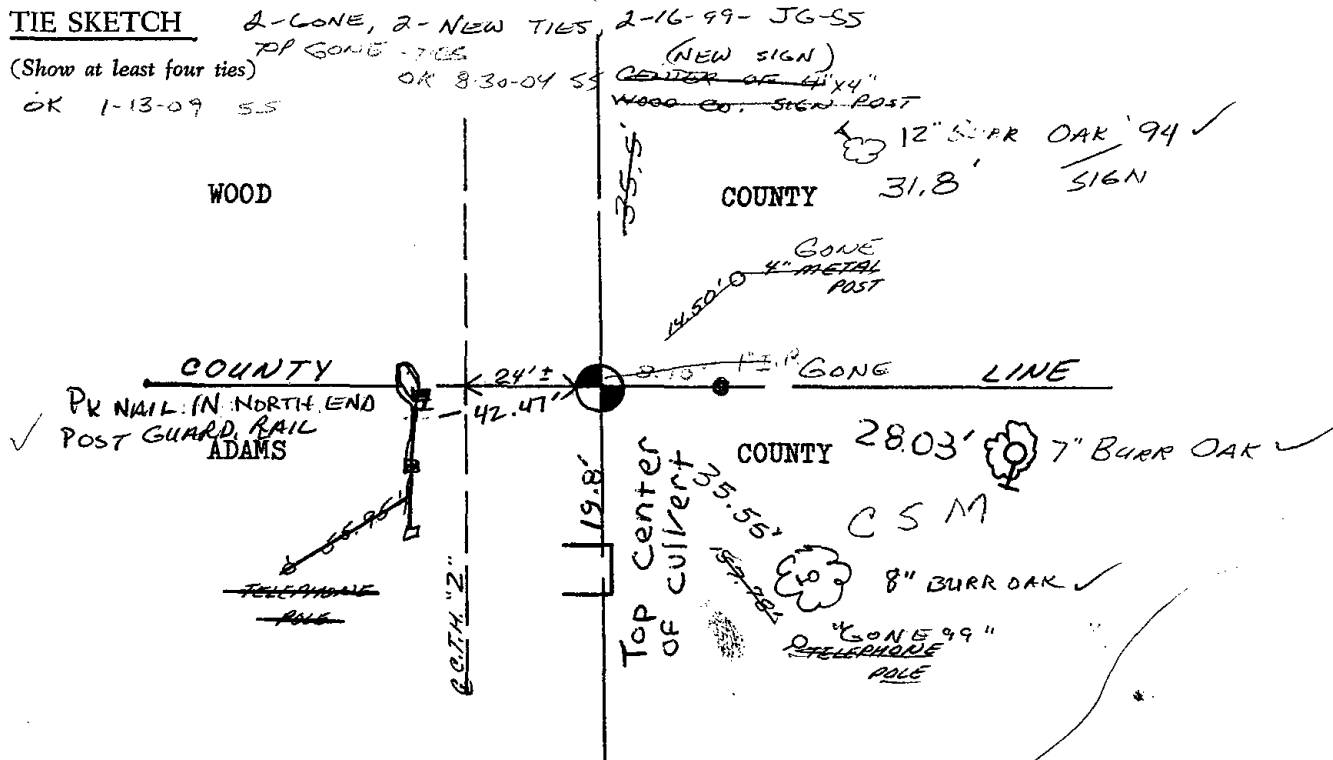 TIE SKETCH
2-GONE, 2-NEW TIES, 2-16-99- JG-SS
TOP GONE - TIES
(Show at least four ties)
OK 8-30-04 SS
OK 1-13-09 SS
(NEW SIGN)
CENTER OF 4"x4"
WOOD CO. SIGN POST
12" BURR OAK '94 ✓
31.8'
SIGN
35.5'
WOOD
COUNTY
GONE
4" METAL
POST
14.50'
1" I.P. GONE
COUNTY
24'±
LINE
42.47'
PK NAIL IN NORTH END
✓ POST GUARD RAIL
ADAMS
COUNTY
28.03'
7" BURR OAK ✓
CSM
35.55'
19.8'
Top Center
of culvert
8" BURR OAK ✓
TELEPHONE
POLE
"GONE 99"
TELEPHONE
POLE
C.T.H. "Z"